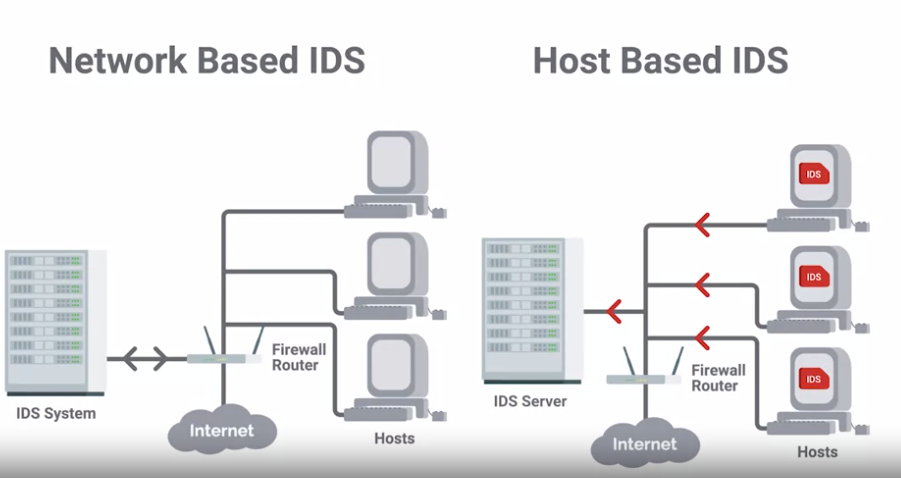 Network Based IDS
IDS System
Firewall
Router
Internet
Hosts
Host Based IDS
IDS
IDS
IDS
IDS Server
Firewall
Router
Internet
Hosts